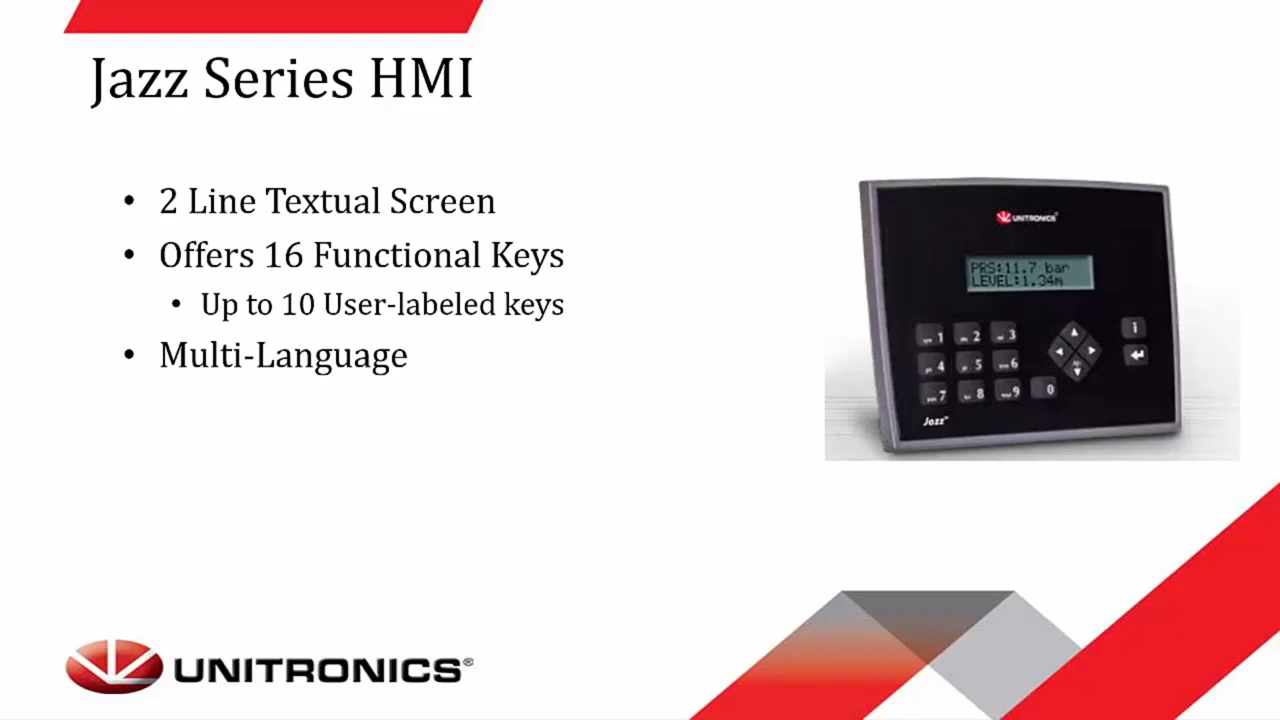 Jazz Series HMI
• 2 Line Textual Screen
• Offers 16 Functional Keys
• Up to 10 User-labeled keys
• Multi-Language
UNITRONICS®
PRS:11.7 bar
LEVEL:1.34m
1 2 3
4 5 6
7 8 9 0
i
Jazz™
UNITRONICS®